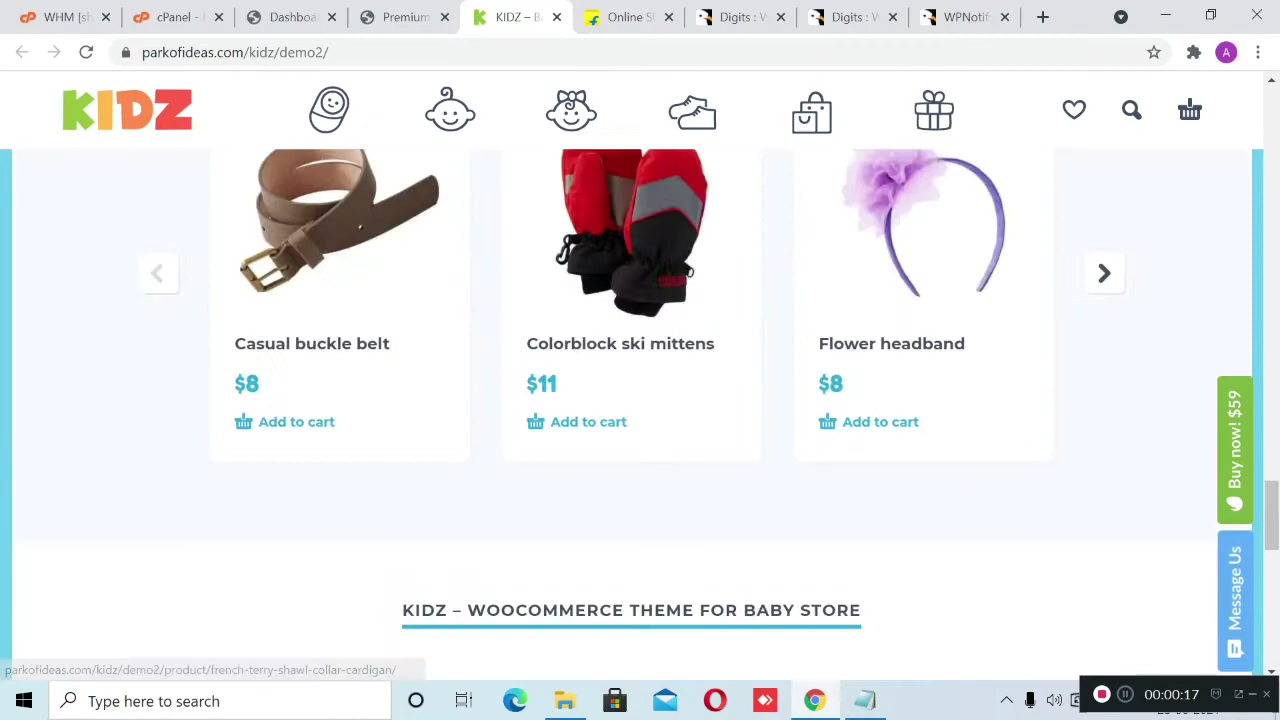 WHM [sh
cPanel -
Dashboa
Premium
KIDZ – B
Online S
Digits : W
Digits : W
WPNotif
parkofideas.com/kidz/demo2/
A
KIDZ
Casual buckle belt
Colorblock ski mittens
Flower headband
$8
$11
$8
Add to cart
Add to cart
Add to cart
Buy now! $59
Message Us
KIDZ – WOOCOMMERCE THEME FOR BABY STORE
parkofideas.com/kidz/demo2/product/french-terry-shawl-collar-cardigan/
Type here to search
00:00:17